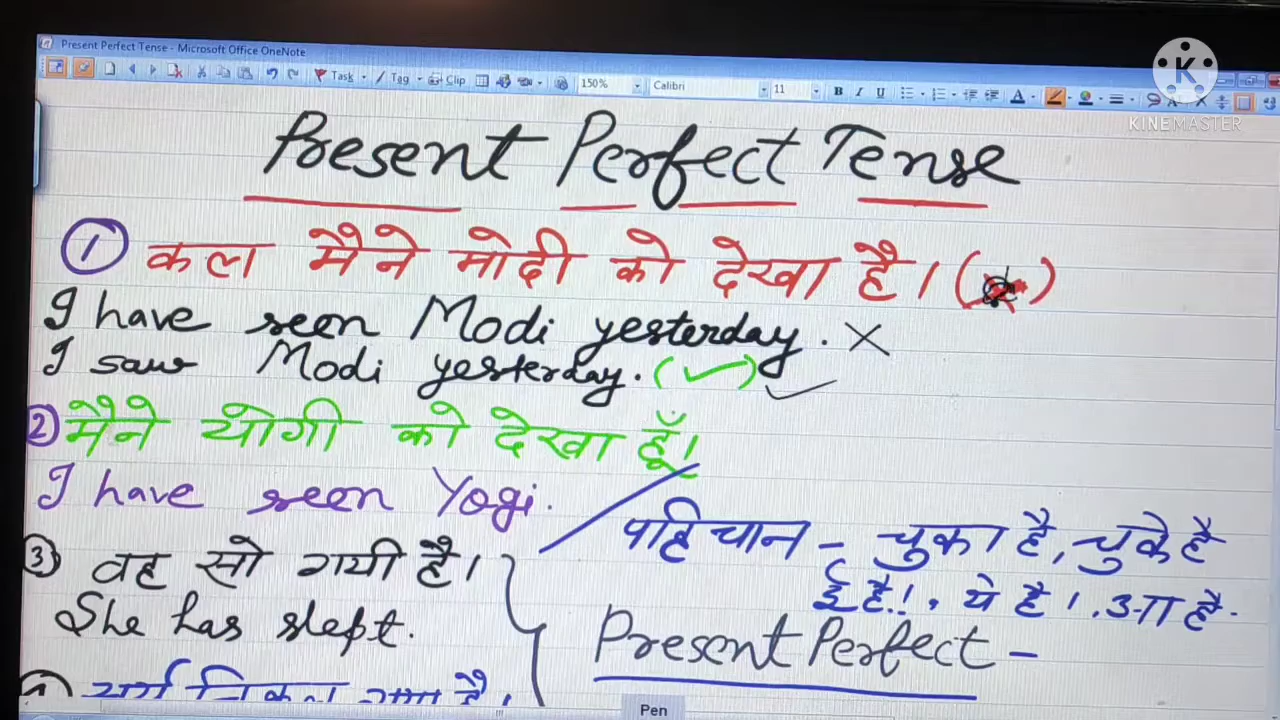 Present Perfect Tense - Microsoft Office OneNote
Task Tag Clip 150% Calibri 11 B I U
KINEMASTER
Present Perfect Tense
1 कल मैने मोदी को देखा है। ( )
I have seen Modi yesterday. ×
I saw Modi yesterday. (✓) ✓
2 मैने योगी को देखा हूँ।
I have seen Yogi.
पहिचान - चुका है, चुके है
ई है।, ये है।, आ है.
3 वह सो गयी है।
She has slept.
Present Perfect -
है।
Pen